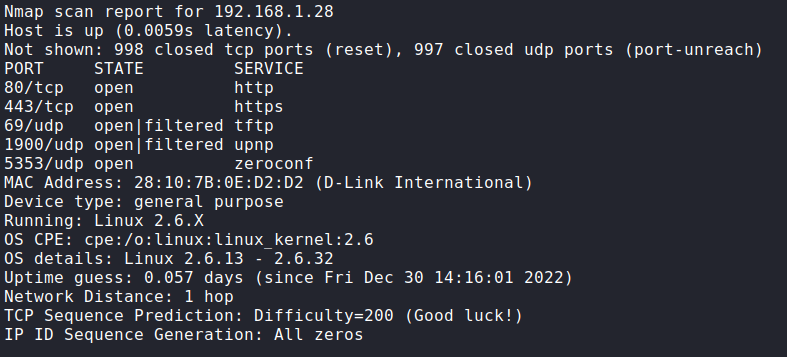 Nmap scan report for 192.168.1.28
Host is up (0.0059s latency).
Not shown: 998 closed tcp ports (reset), 997 closed udp ports (port-unreach)
PORT     STATE         SERVICE
80/tcp   open          http
443/tcp  open          https
69/udp   open|filtered tftp
1900/udp open|filtered upnp
5353/udp open          zeroconf
MAC Address: 28:10:7B:0E:D2:D2 (D-Link International)
Device type: general purpose
Running: Linux 2.6.X
OS CPE: cpe:/o:linux:linux_kernel:2.6
OS details: Linux 2.6.13 - 2.6.32
Uptime guess: 0.057 days (since Fri Dec 30 14:16:01 2022)
Network Distance: 1 hop
TCP Sequence Prediction: Difficulty=200 (Good luck!)
IP ID Sequence Generation: All zeros